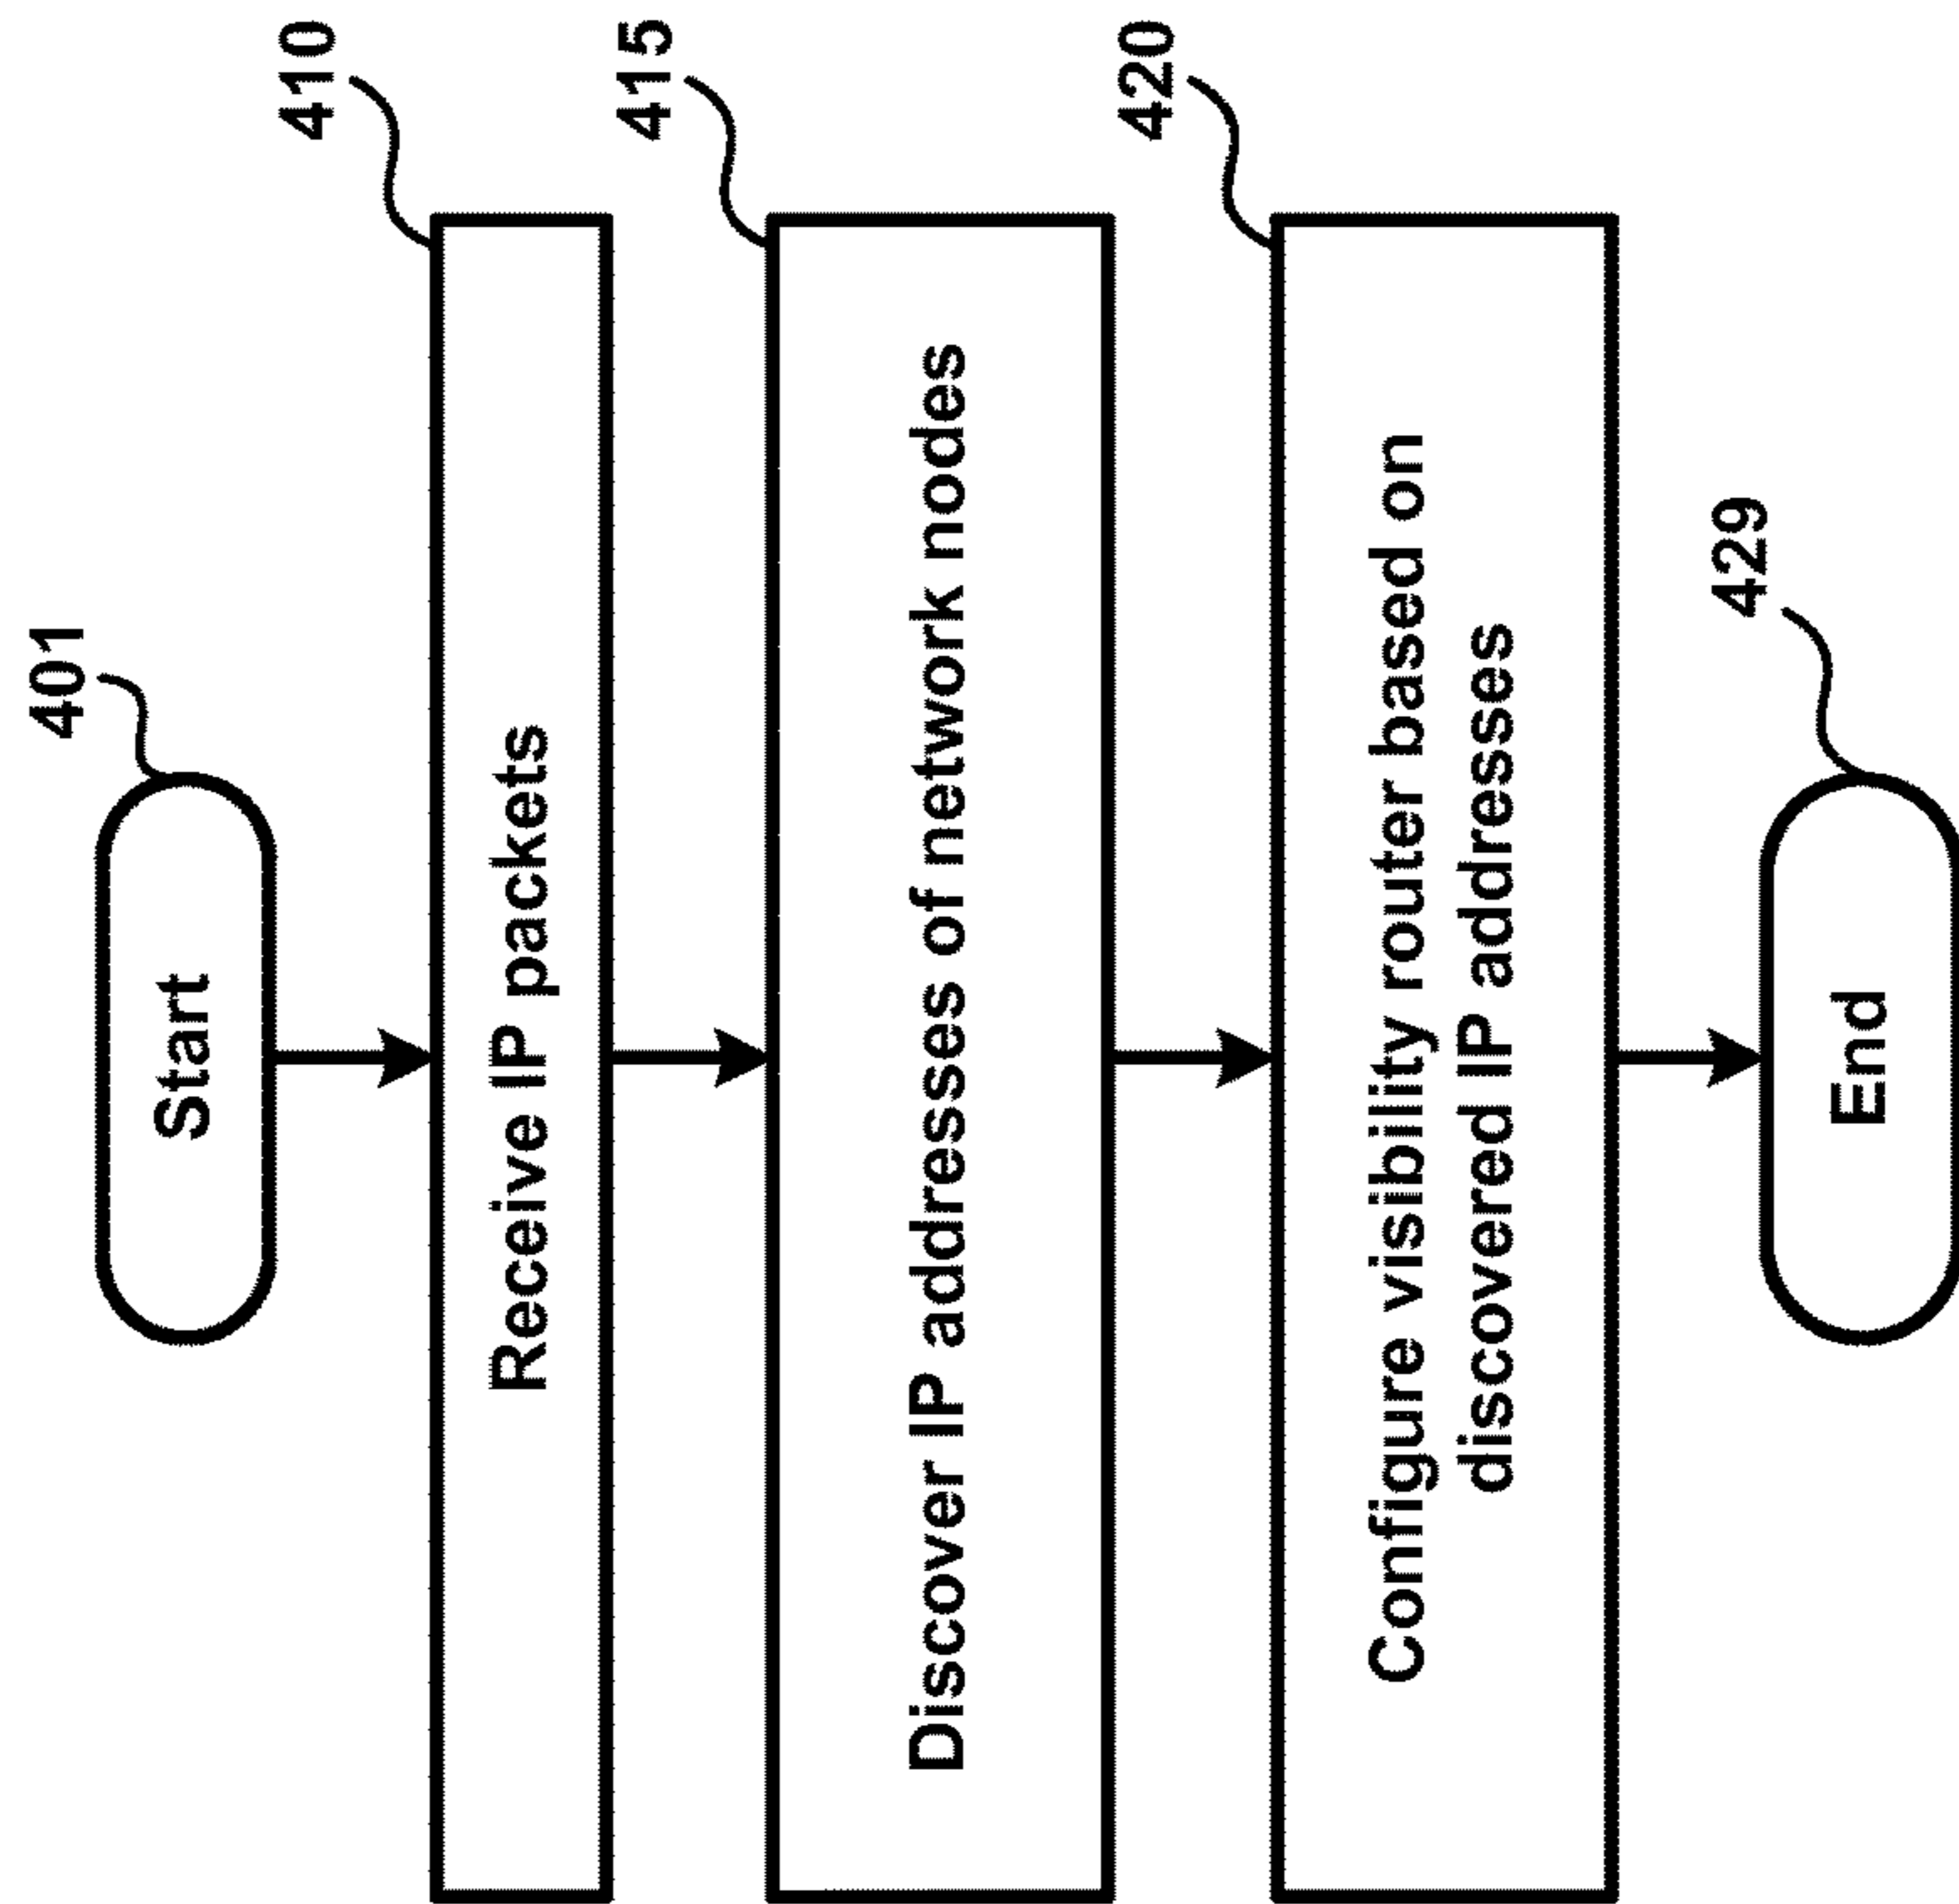 401
Start
410
Receive IP packets
415
Discover IP addresses of network nodes
420
Configure visibility router based on
discovered IP addresses
429
End